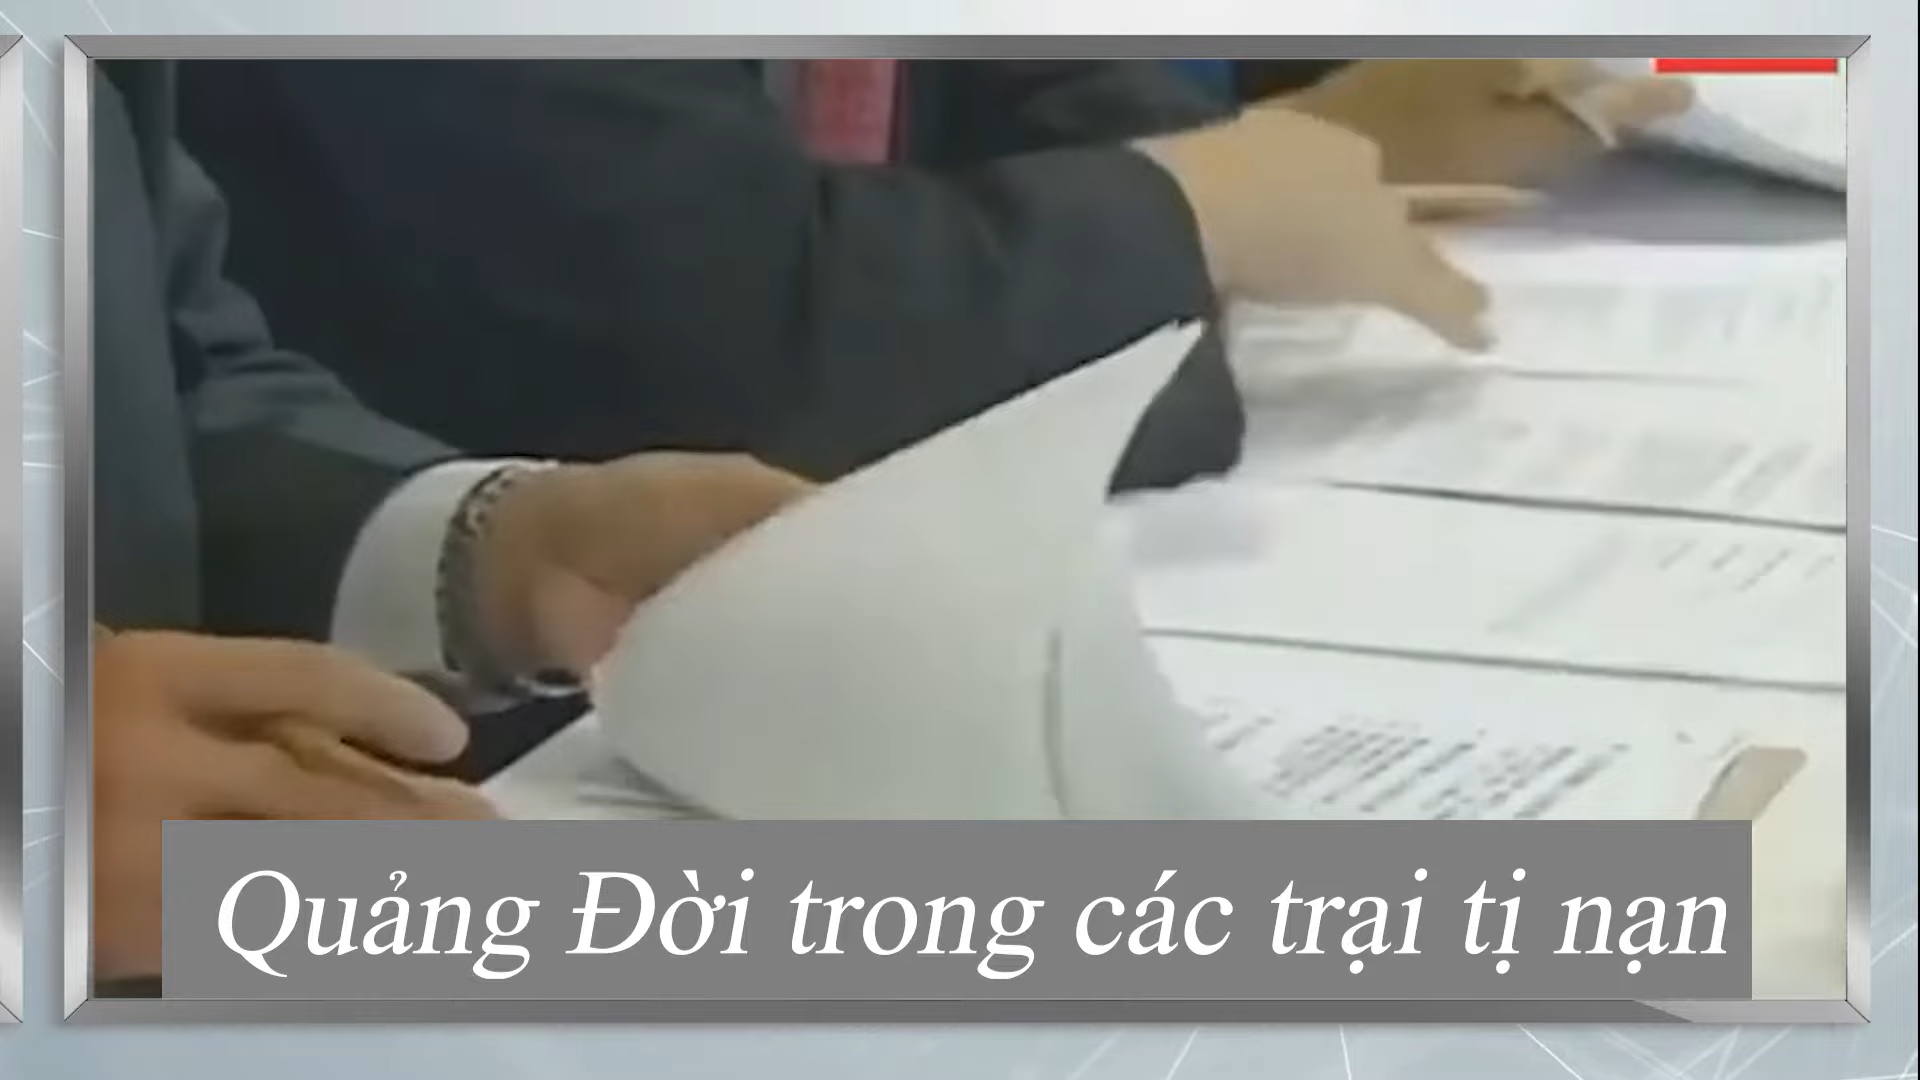 Quảng Đời trong các trại tị nạn